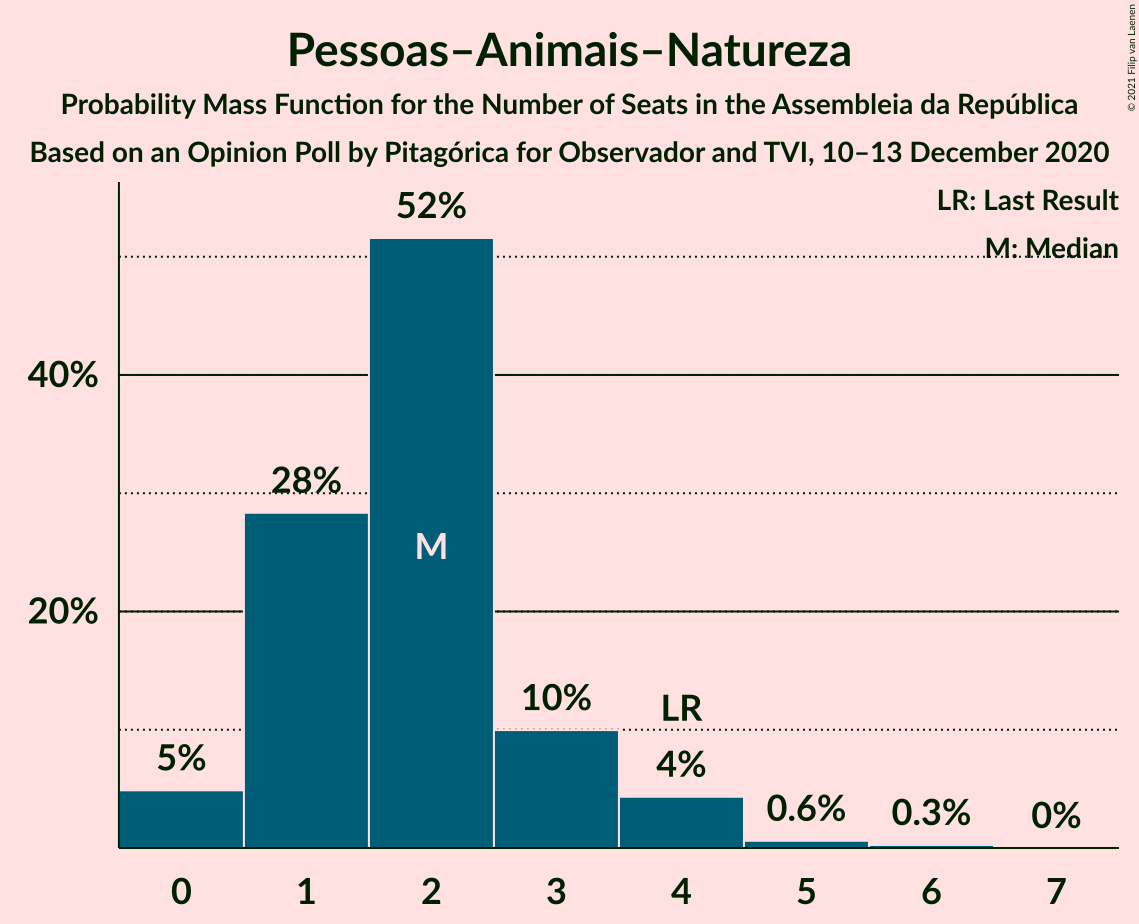 Pessoas–Animais–Natureza
Probability Mass Function for the Number of Seats in the Assembleia da República
Based on an Opinion Poll by Pitagórica for Observador and TVI, 10–13 December 2020
© 2021 Filip van Laenen
LR: Last Result
M: Median
52%
40%
28%
M
20%
10%
LR
5%
4%
0.6%
0.3%
0%
0 1 2 3 4 5 6 7